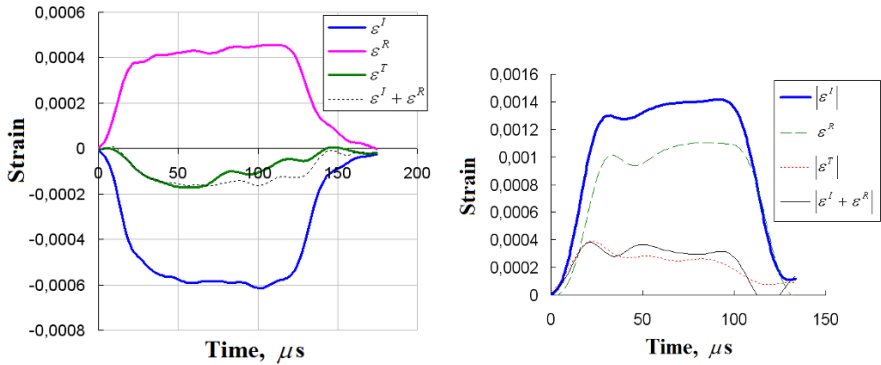 0,0006
0,0004
0,0002
0
-0,0002
-0,0004
-0,0006
-0,0008
Strain
0 50 100 150 200
Time, μs
ε^I
ε^R
ε^T
ε^I + ε^R
0,0016
0,0014
0,0012
0,001
0,0008
0,0006
0,0004
0,0002
0
Strain
0 50 100 150
Time, μs
|ε^I|
ε^R
|ε^T|
|ε^I + ε^R|